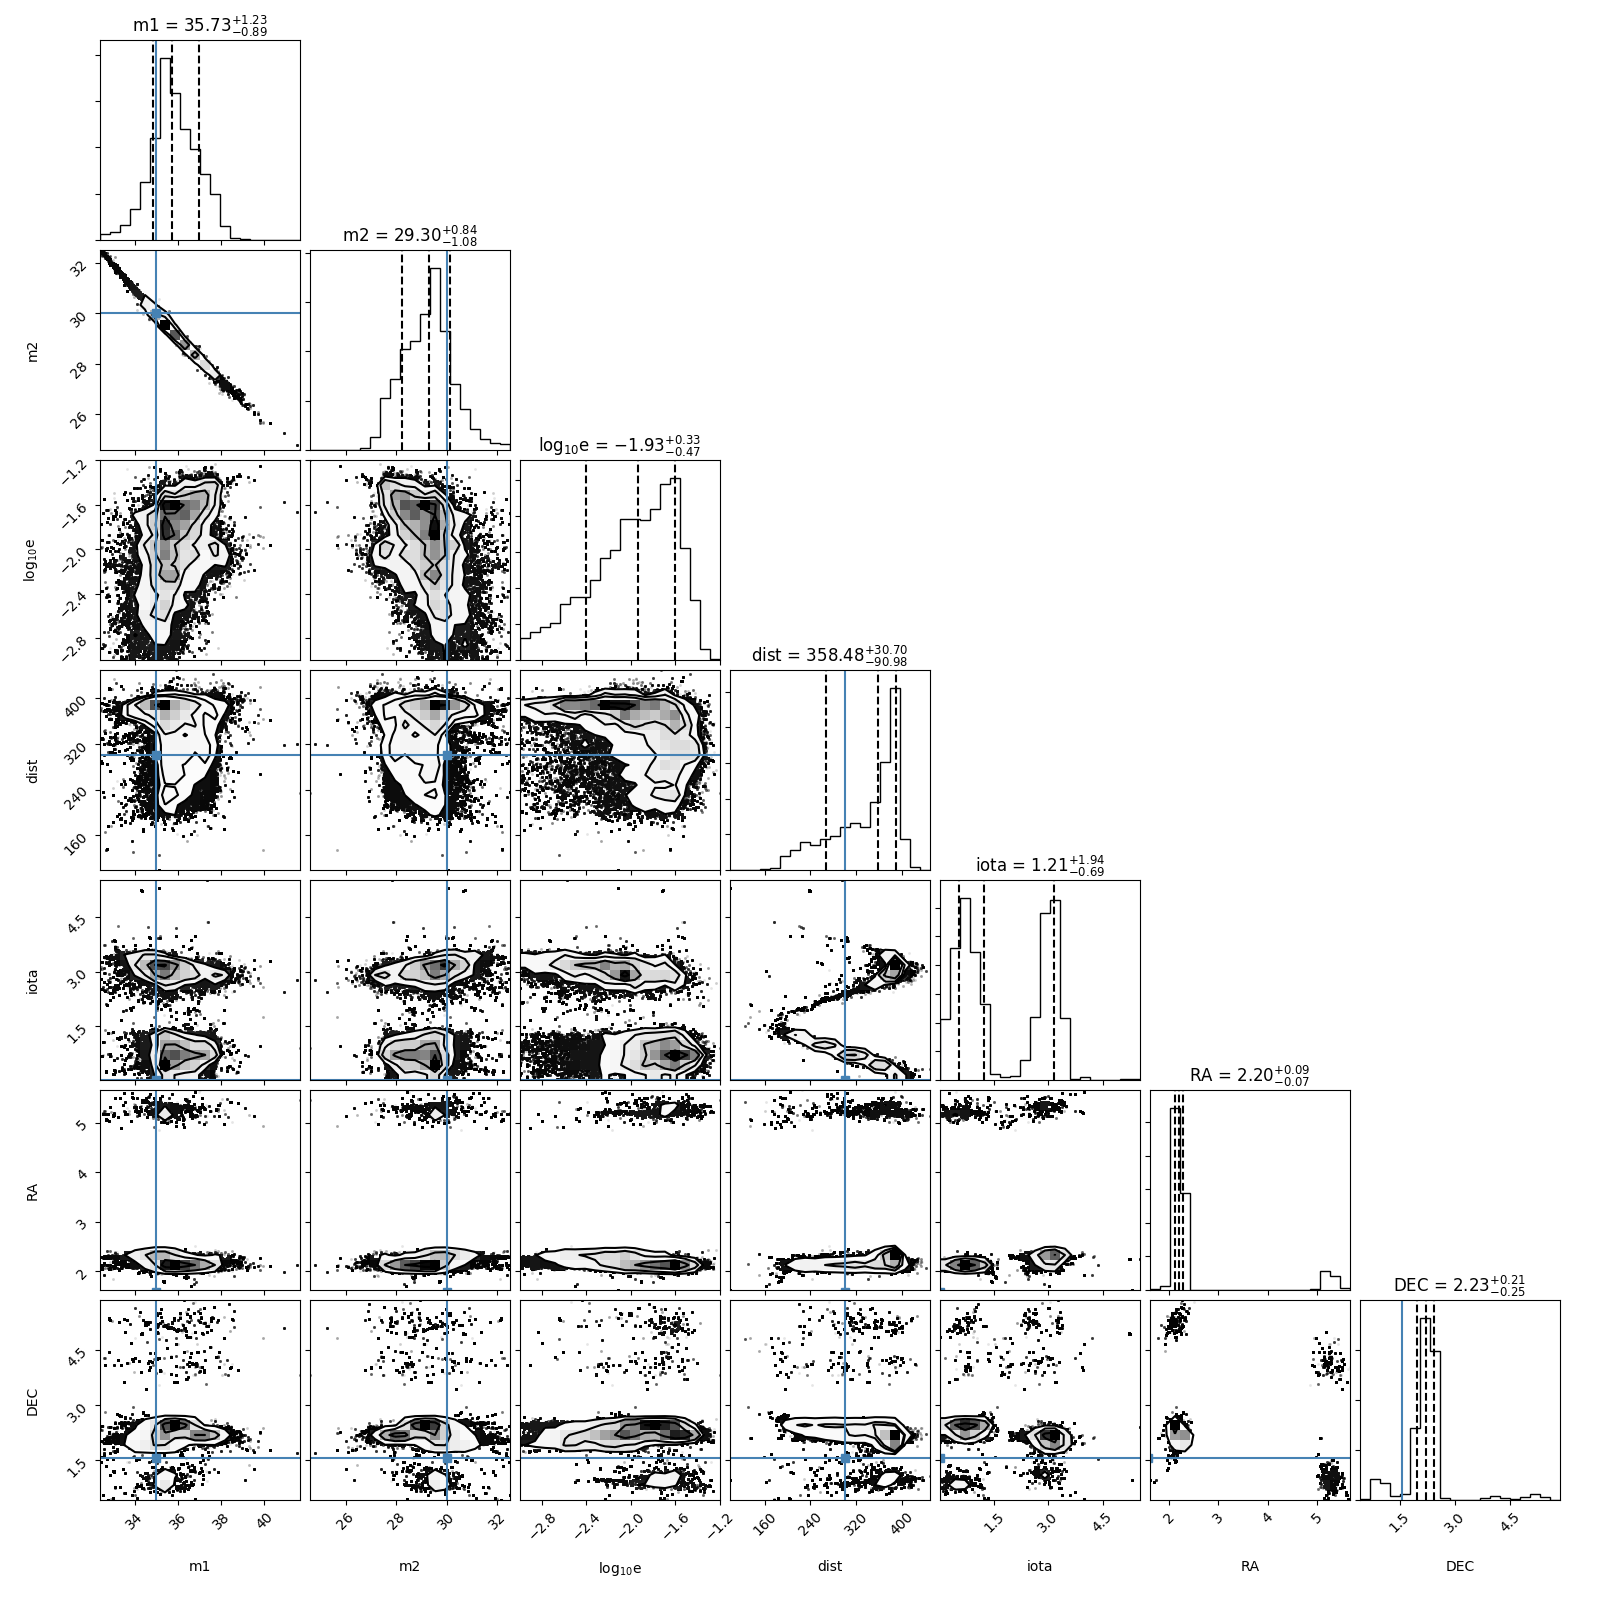 m1 = 35.73+1.23−0.89
m2 = 29.30+0.84−1.08
32
30
28
26
m2
log10e = −1.93+0.33−0.47
−1.2
−1.6
−2.0
−2.4
−2.8
log10e
dist = 358.48+30.70−90.98
400
320
240
160
dist
iota = 1.21+1.94−0.69
4.5
3.0
1.5
iota
RA = 2.20+0.09−0.07
5
4
3
2
RA
DEC = 2.23+0.21−0.25
4.5
3.0
1.5
DEC
34 36 38 40 26 28 30 32 −2.8 −2.4 −2.0 −1.6 −1.2 160 240 320 400 1.5 3.0 4.5 2 3 4 5 1.5 3.0 4.5
m1 m2 log10e dist iota RA DEC